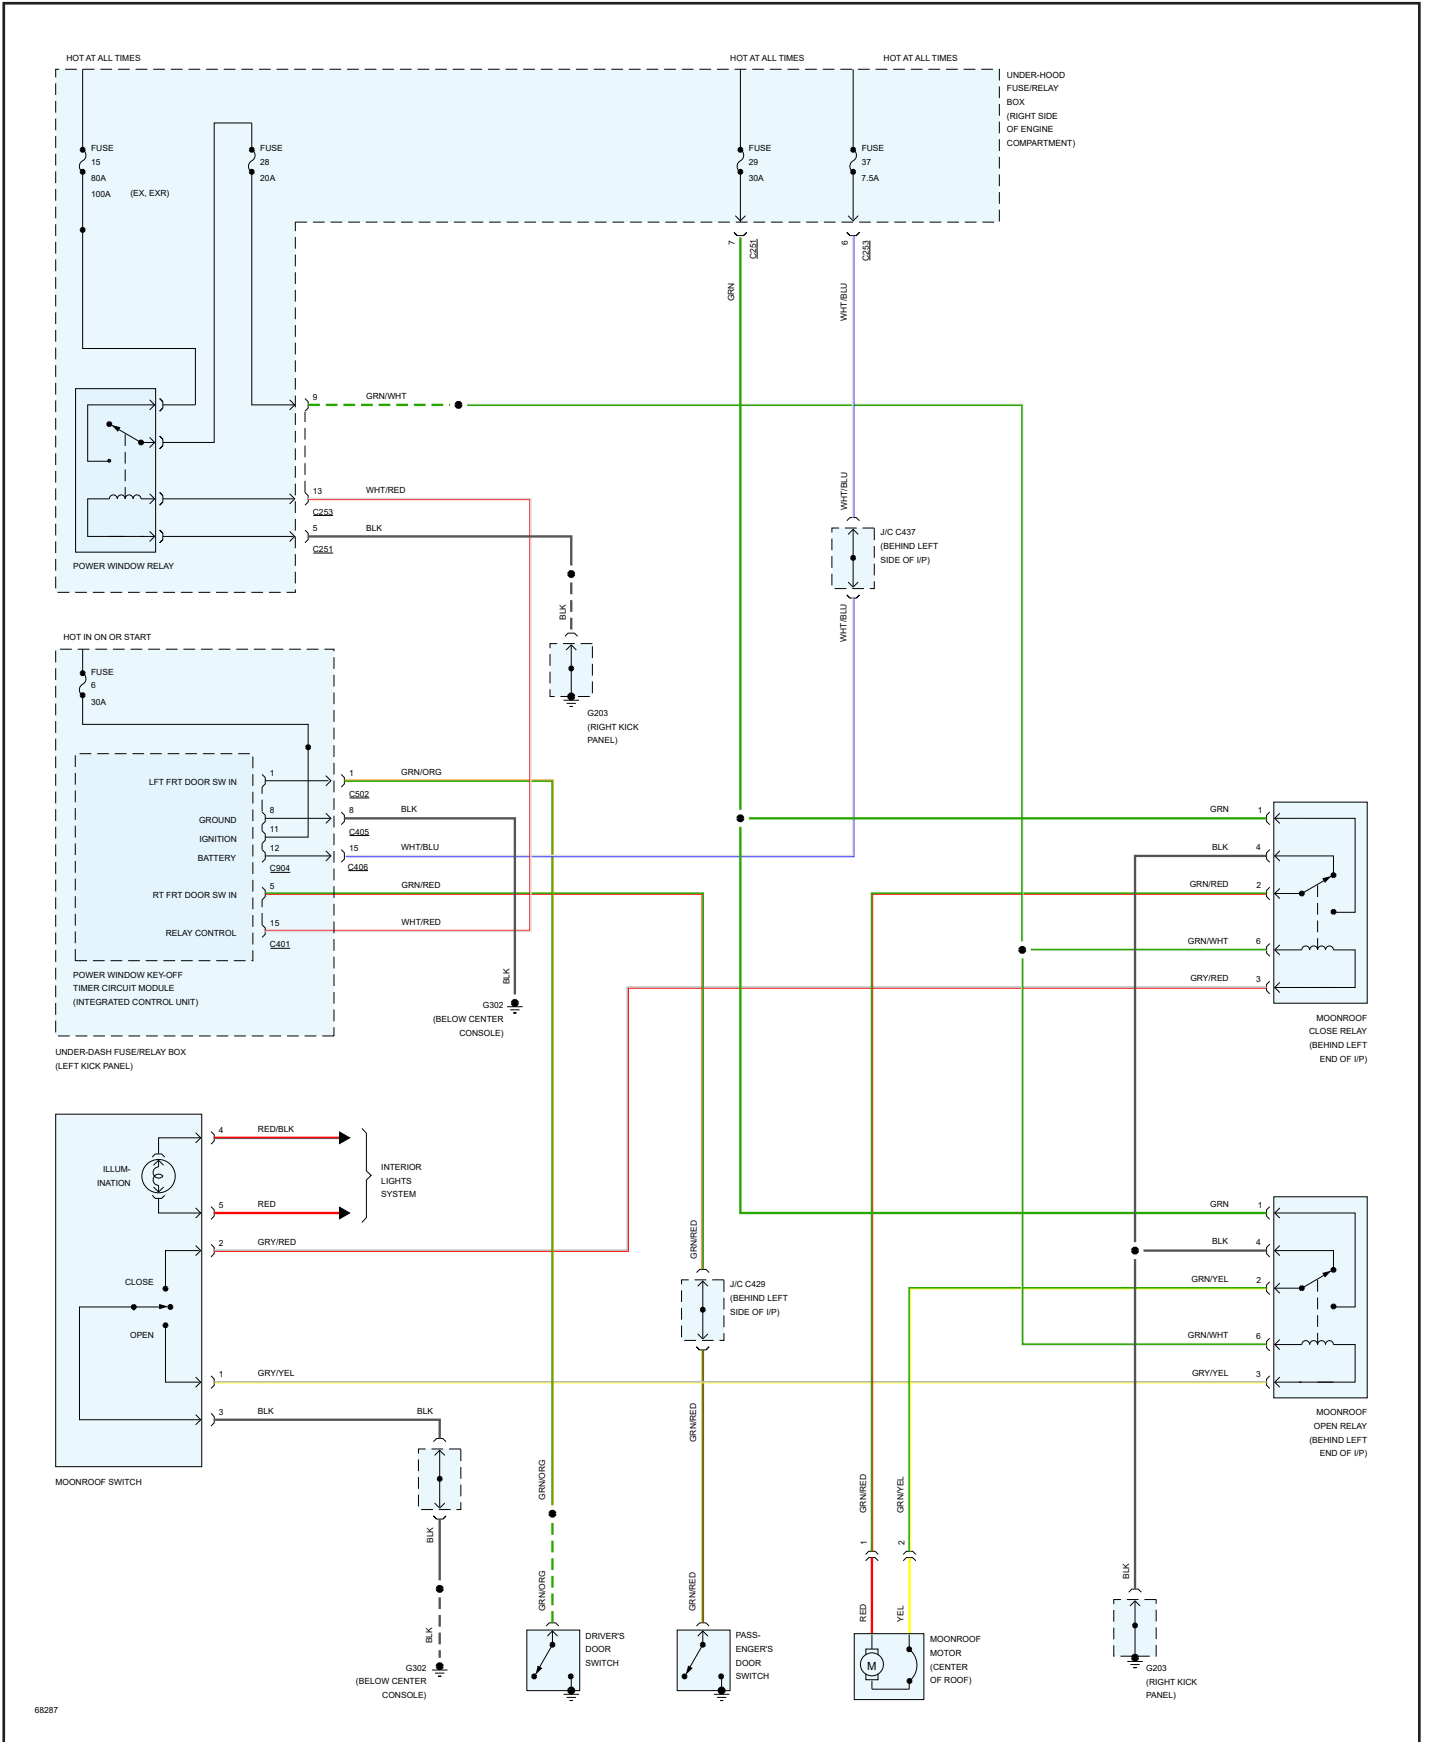 HOT AT ALL TIMES
HOT AT ALL TIMES
HOT AT ALL TIMES
UNDER-HOOD
FUSE/RELAY
BOX
(RIGHT SIDE
OF ENGINE
COMPARTMENT)
FUSE
15
80A
100A
(EX, EXR)
FUSE
28
20A
FUSE
29
30A
FUSE
37
7.5A
7
C251
6
C253
GRN
WHT/BLU
9
GRN/WHT
13
WHT/RED
C253
5
BLK
C251
POWER WINDOW RELAY
WHT/BLU
J/C C437
(BEHIND LEFT
SIDE OF I/P)
WHT/BLU
BLK
G203
(RIGHT KICK
PANEL)
HOT IN ON OR START
FUSE
6
30A
LFT FRT DOOR SW IN
GROUND
IGNITION
BATTERY
RT FRT DOOR SW IN
RELAY CONTROL
1
8
11
12
C904
5
15
C401
1
GRN/ORG
C502
8
BLK
C405
15
WHT/BLU
C406
GRN/RED
WHT/RED
POWER WINDOW KEY-OFF
TIMER CIRCUIT MODULE
(INTEGRATED CONTROL UNIT)
BLK
G302
(BELOW CENTER
CONSOLE)
UNDER-DASH FUSE/RELAY BOX
(LEFT KICK PANEL)
GRN
1
BLK
4
GRN/RED
2
GRN/WHT
6
GRY/RED
3
MOONROOF
CLOSE RELAY
(BEHIND LEFT
END OF I/P)
ILLUM-
INATION
4
RED/BLK
5
RED
INTERIOR
LIGHTS
SYSTEM
2
GRY/RED
CLOSE
OPEN
1
GRY/YEL
3
BLK
BLK
MOONROOF SWITCH
GRN/RED
J/C C429
(BEHIND LEFT
SIDE OF I/P)
GRN/RED
GRN
1
BLK
4
GRN/YEL
2
GRN/WHT
6
GRY/YEL
3
MOONROOF
OPEN RELAY
(BEHIND LEFT
END OF I/P)
BLK
BLK
G302
(BELOW CENTER
CONSOLE)
GRN/ORG
GRN/ORG
DRIVER'S
DOOR
SWITCH
GRN/RED
PASS-
ENGER'S
DOOR
SWITCH
GRN/RED
GRN/YEL
1
2
RED
YEL
M
MOONROOF
MOTOR
(CENTER
OF ROOF)
BLK
G203
(RIGHT KICK
PANEL)
68287